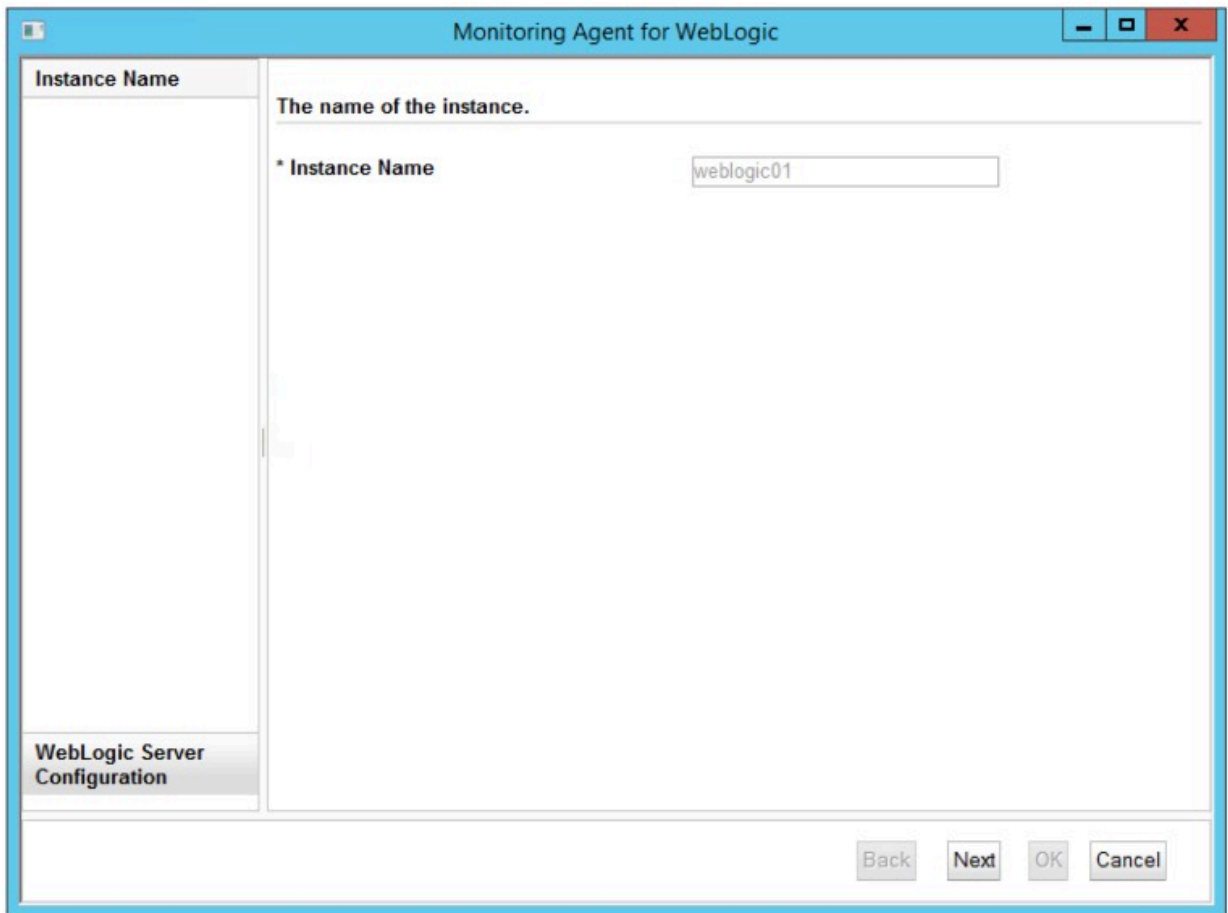 Monitoring Agent for WebLogic
Instance Name
The name of the instance.
* Instance Name
weblogic01
WebLogic Server
Configuration
Back
Next
OK
Cancel